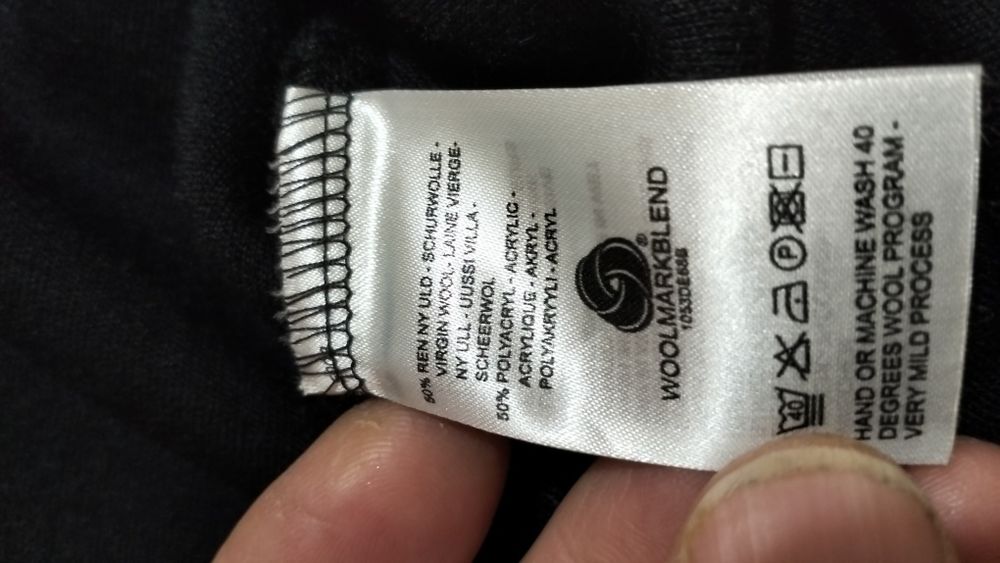 50% REN NY ULD - SCHURWOLLE -
VIRGIN WOOL - LAINE VIERGE-
NY ULL - UUSSI VILLA -
SCHEERWOL
50% POLYACRYL - ACRYLIC -
ACRYLIQUE - AKRYL -
POLYAKRYYLI - ACRYL
®
WOOLMARKBLEND
40
P
HAND OR MACHINE WASH 40
DEGREES WOOL PROGRAM -
VERY MILD PROCESS